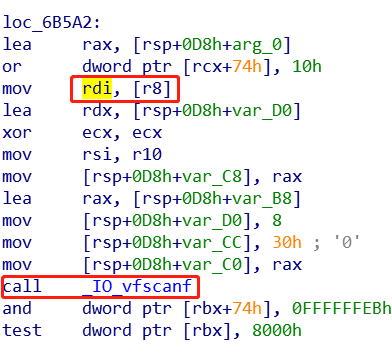 loc_6B5A2:
lea rax, [rsp+0D8h+arg_0]
or dword ptr [rcx+74h], 10h
mov rdi, [r8]
lea rdx, [rsp+0D8h+var_D0]
xor ecx, ecx
mov rsi, r10
mov [rsp+0D8h+var_C8], rax
lea rax, [rsp+0D8h+var_B8]
mov [rsp+0D8h+var_D0], 8
mov [rsp+0D8h+var_CC], 30h ; '0'
mov [rsp+0D8h+var_C0], rax
call _IO_vfscanf
and dword ptr [rbx+74h], 0FFFFFFEBh
test dword ptr [rbx], 8000h